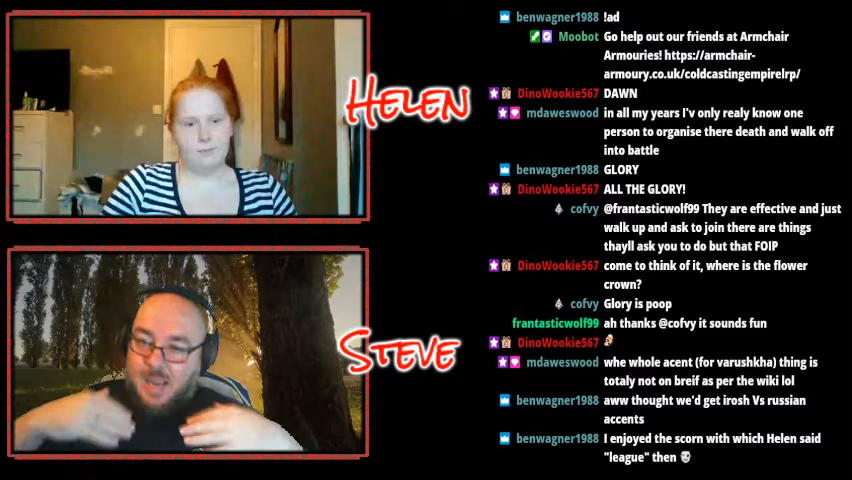 Helen
Steve
benwagner1988 !ad
Moobot Go help out our friends at Armchair
Armouries! https://armchair-
armoury.co.uk/coldcastingempirelrp/
DinoWookie567 DAWN
mdaweswood in all my years I'v only realy know one
person to organise there death and walk off
into battle
benwagner1988 GLORY
DinoWookie567 ALL THE GLORY!
cofvy @frantasticwolf99 They are effective and just
walk up and ask to join there are things
thayll ask you to do but that FOIP
DinoWookie567 come to think of it, where is the flower
crown?
cofvy Glory is poop
frantasticwolf99 ah thanks @cofvy it sounds fun
DinoWookie567
mdaweswood whe whole acent (for varushkha) thing is
totaly not on breif as per the wiki lol
benwagner1988 aww thought we'd get irosh Vs russian
accents
benwagner1988 I enjoyed the scorn with which Helen said
"league" then